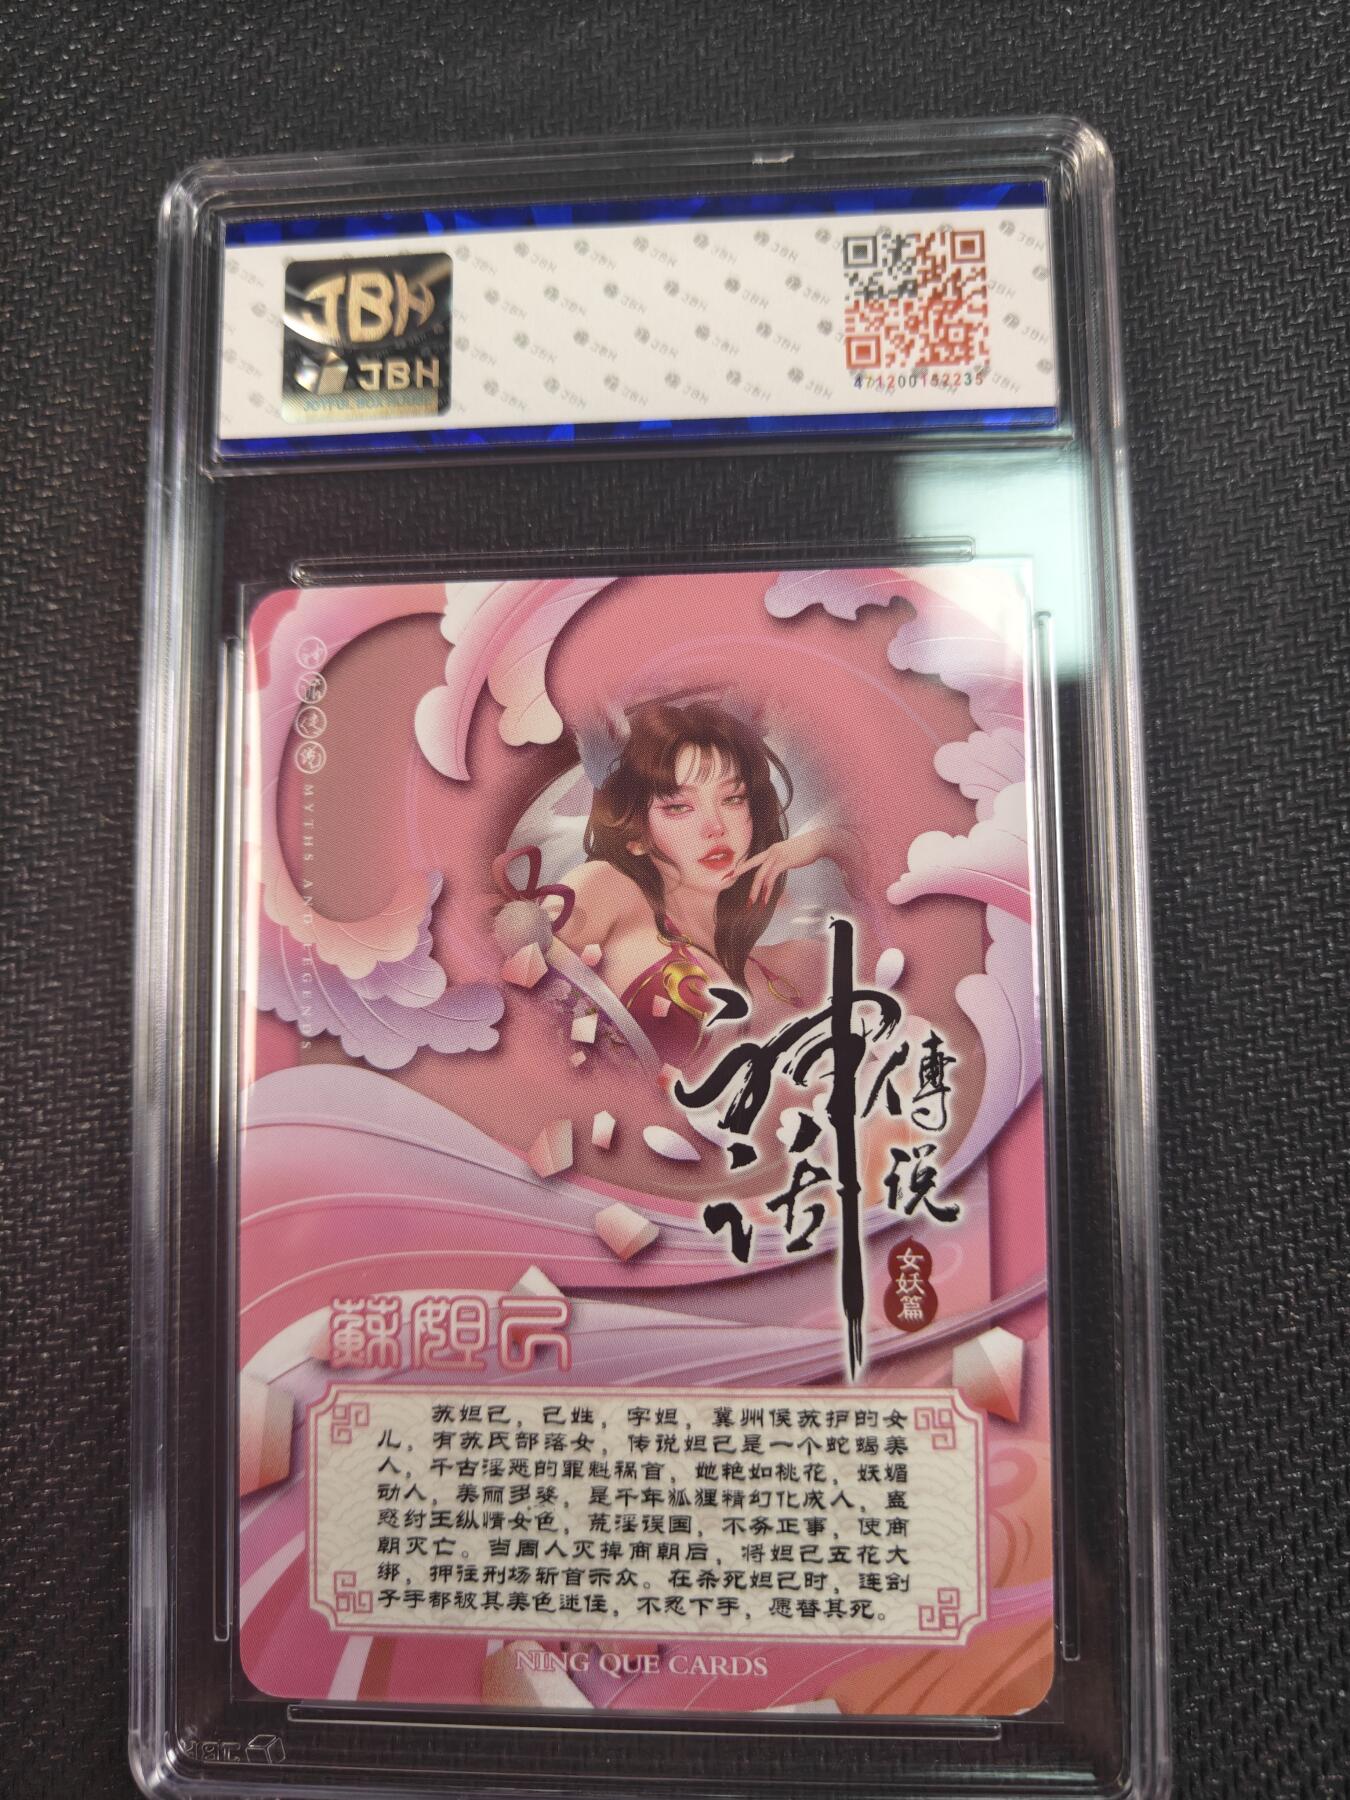 JBH
JBH
471200152235
MYTHS AND LEGENDS
神话
傳说
女妖篇
蘇妲己
苏妲己，己姓，字妲，冀州侯苏护的女
儿，有苏氏部落女，传说妲己是一个蛇蝎美
人，千古淫恶的罪魁祸首，她艳如桃花，妖媚
动人，美丽多姿，是千年狐狸精幻化成人，蛊
惑纣王纵情女色，荒淫误国，不务正事，使商
朝灭亡。当周人灭掉商朝后，将妲己五花大
绑，押往刑场斩首示众。在杀死妲己时，连刽
子手都被其美色迷住，不忍下手，愿替其死。
NING QUE CARDS